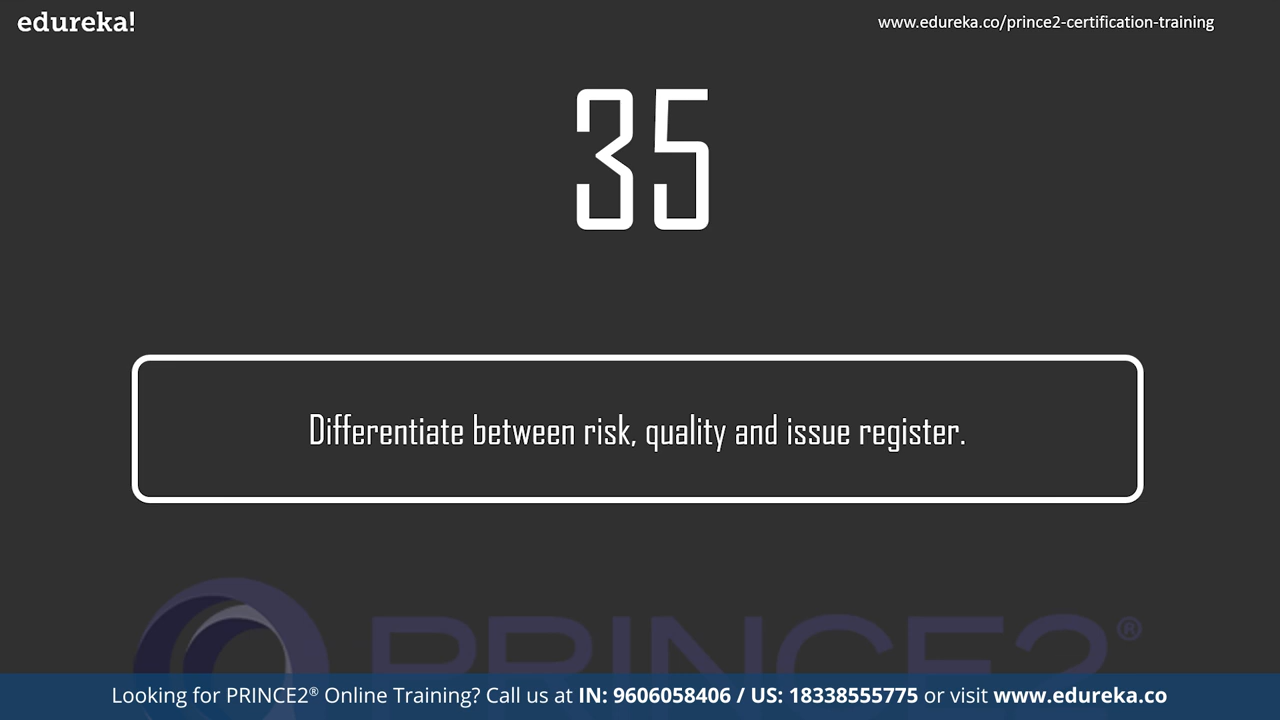 edureka!
www.edureka.co/prince2-certification-training
35
Differentiate between risk, quality and issue register.
PRINCE2®
Looking for PRINCE2® Online Training? Call us at IN: 9606058406 / US: 18338555775 or visit www.edureka.co